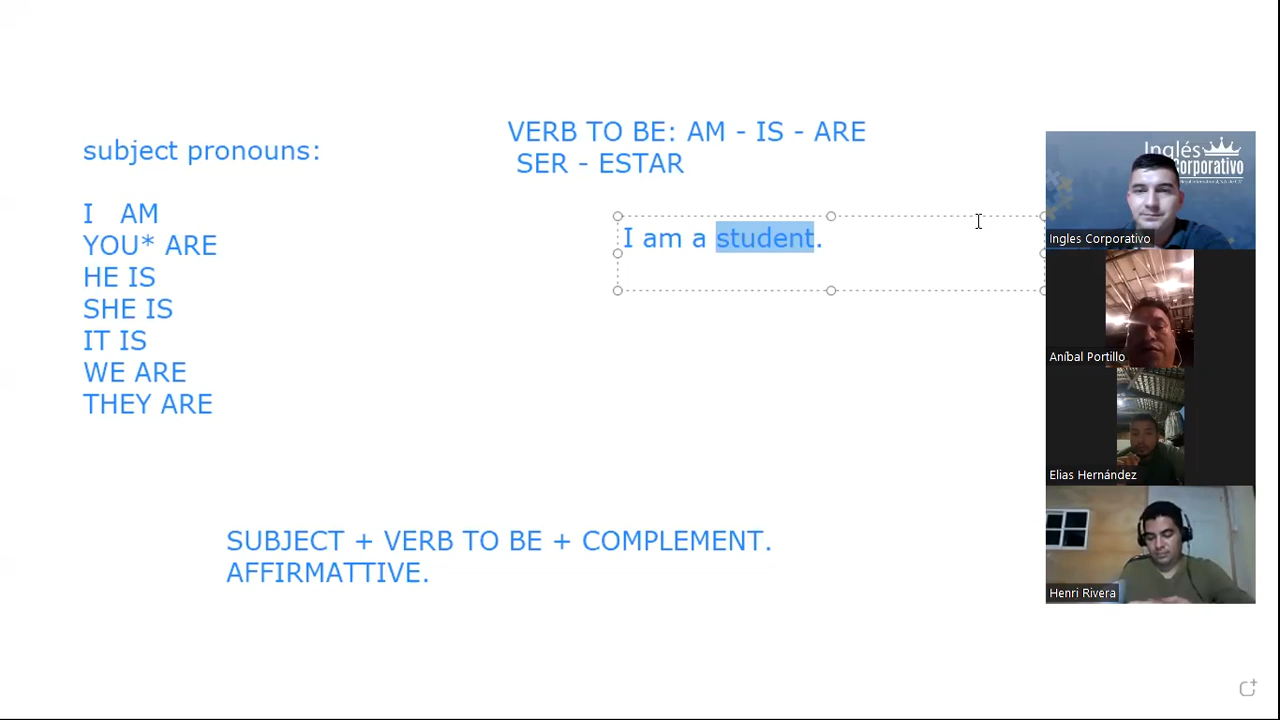 VERB TO BE: AM - IS - ARE
SER - ESTAR
subject pronouns:
I AM
YOU* ARE
HE IS
SHE IS
IT IS
WE ARE
THEY ARE
I am a student.
SUBJECT + VERB TO BE + COMPLEMENT.
AFFIRMATTIVE.
Inglés
Corporativo
Ingles Corporativo
Aníbal Portillo
Elias Hernández
Henri Rivera